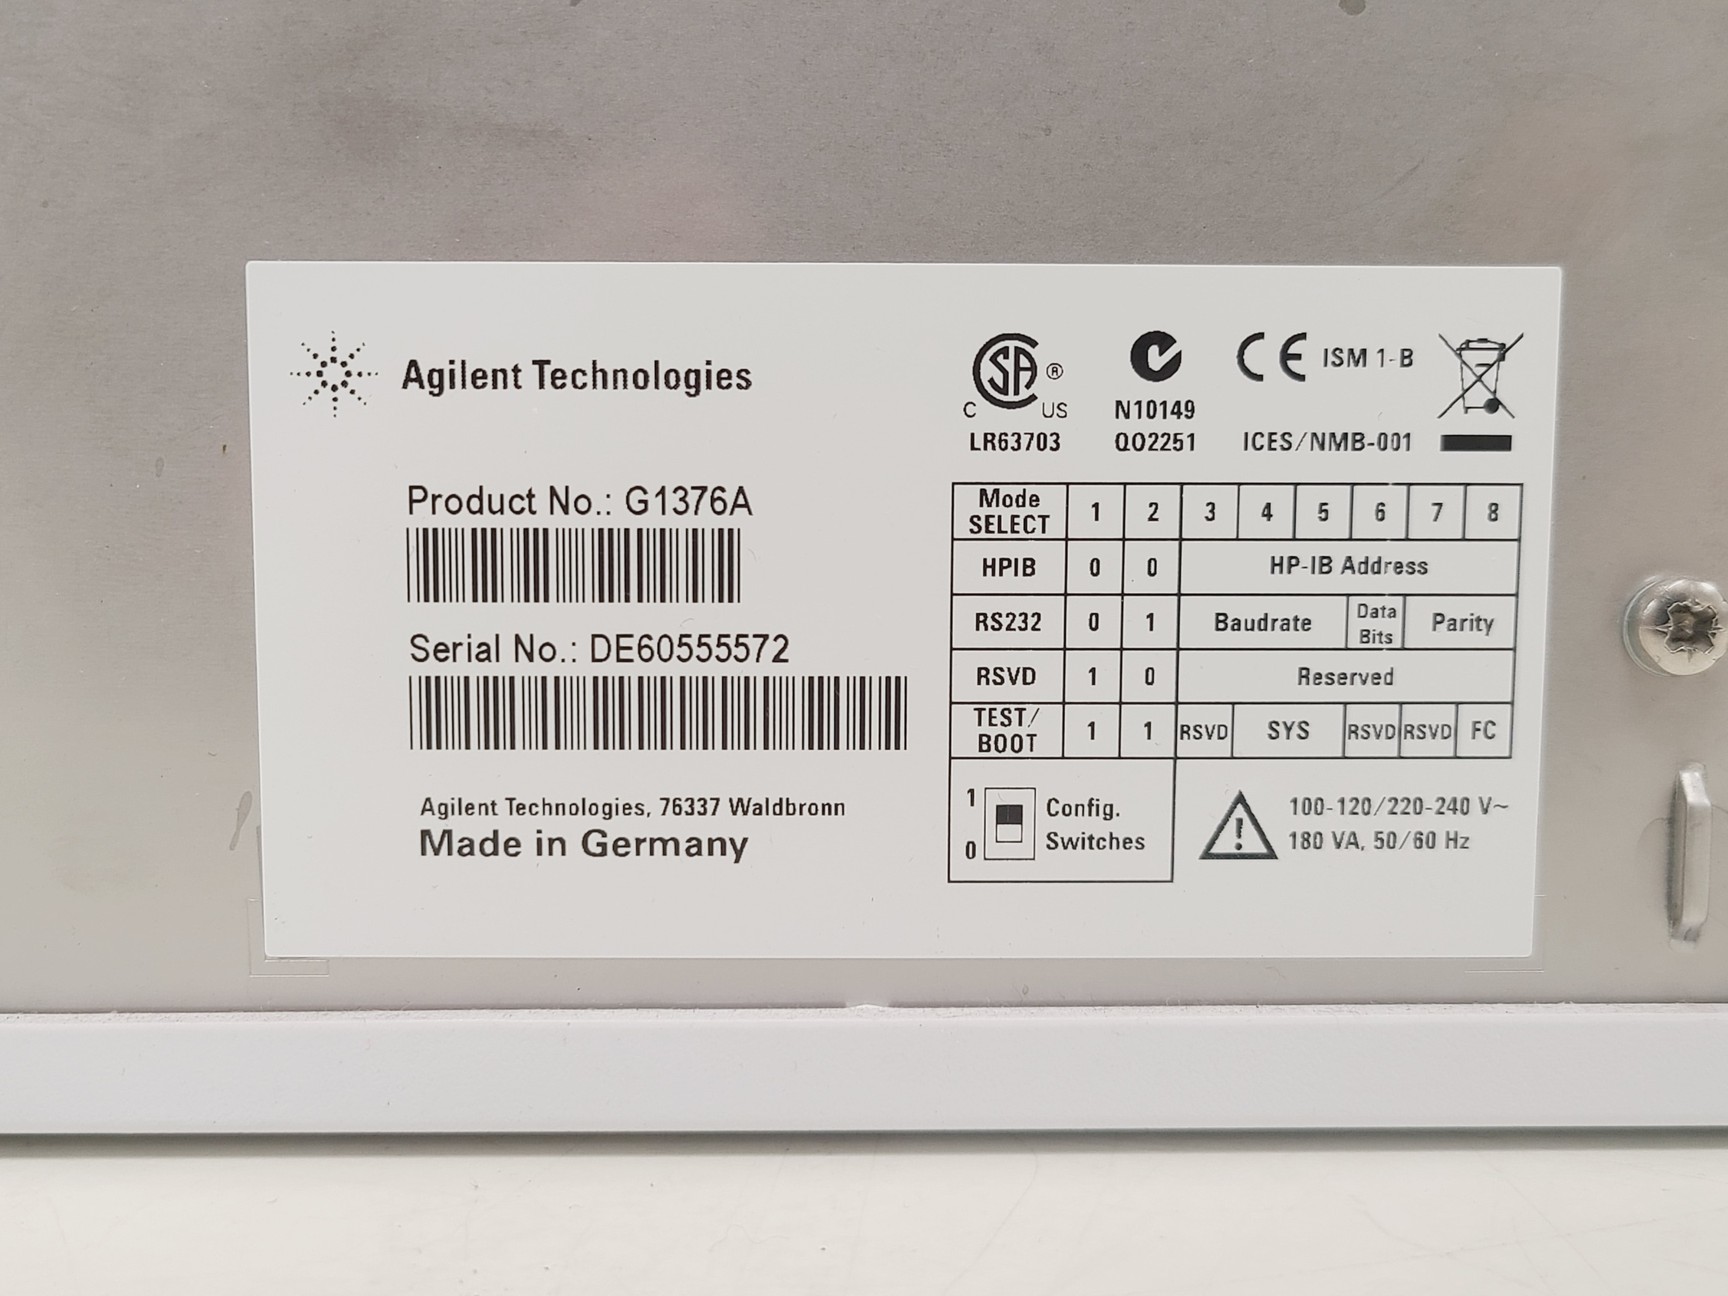 Agilent Technologies
Product No.: G1376A
Serial No.: DE60555572
Agilent Technologies, 76337 Waldbronn
Made in Germany
SA ®
C US
LR63703
N10149
QO2251
CE ISM 1-B
ICES/NMB-001
Mode SELECT 1 2 3 4 5 6 7 8
HPIB 0 0 HP-IB Address
RS232 0 1 Baudrate Data Bits Parity
RSVD 1 0 Reserved
TEST/ BOOT 1 1 RSVD SYS RSVD RSVD FC
1 Config.
0 Switches
100-120/220-240 V~
180 VA, 50/60 Hz